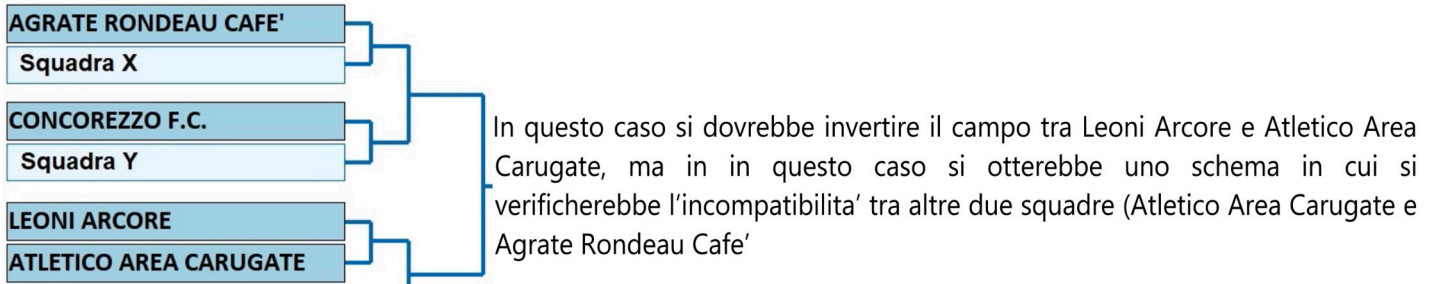 AGRATE RONDEAU CAFE'
Squadra X
CONCOREZZO F.C.
Squadra Y
LEONI ARCORE
ATLETICO AREA CARUGATE
In questo caso si dovrebbe invertire il campo tra Leoni Arcore e Atletico Area
Carugate, ma in in questo caso si otterebbe uno schema in cui si
verificherebbe l’incompatibilita’ tra altre due squadre (Atletico Area Carugate e
Agrate Rondeau Cafe’